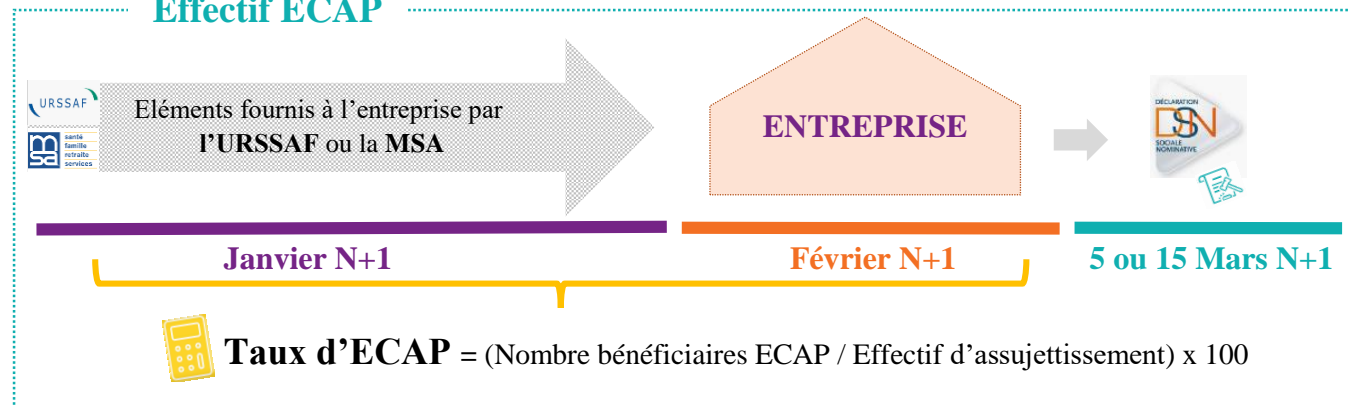 Effectif ECAP
URSSAF
msa
santé
famille
retraite
services
Eléments fournis à l’entreprise par
l’URSSAF ou la MSA
ENTREPRISE
DÉCLARATION
DSN
SOCIALE
NOMINATIVE
Janvier N+1
Février N+1
5 ou 15 Mars N+1
Taux d’ECAP = (Nombre bénéficiaires ECAP / Effectif d’assujettissement) x 100